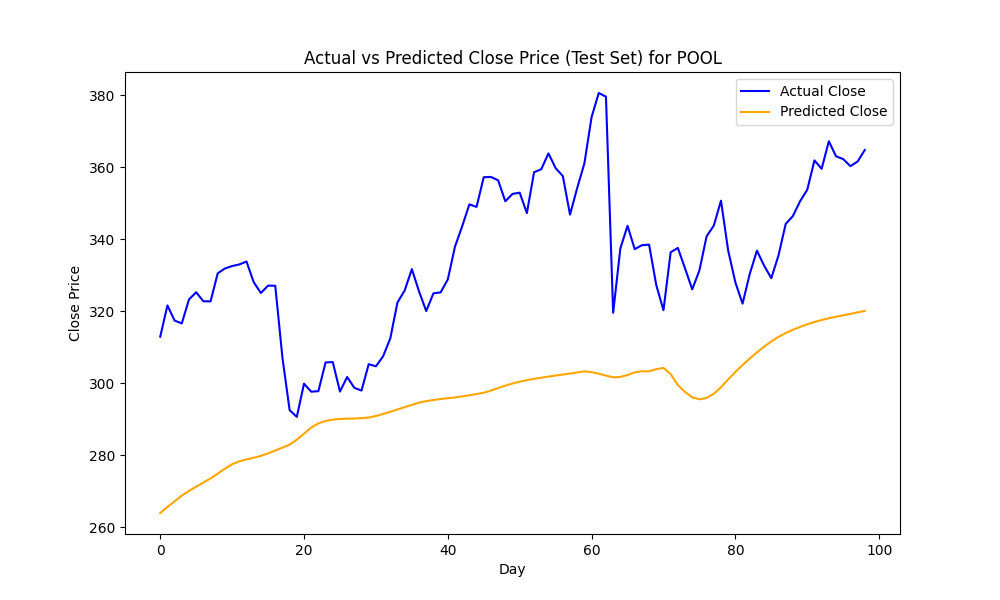 Actual vs Predicted Close Price (Test Set) for POOL
Actual Close
Predicted Close
Close Price
380
360
340
320
300
280
260
0 20 40 60 80 100
Day